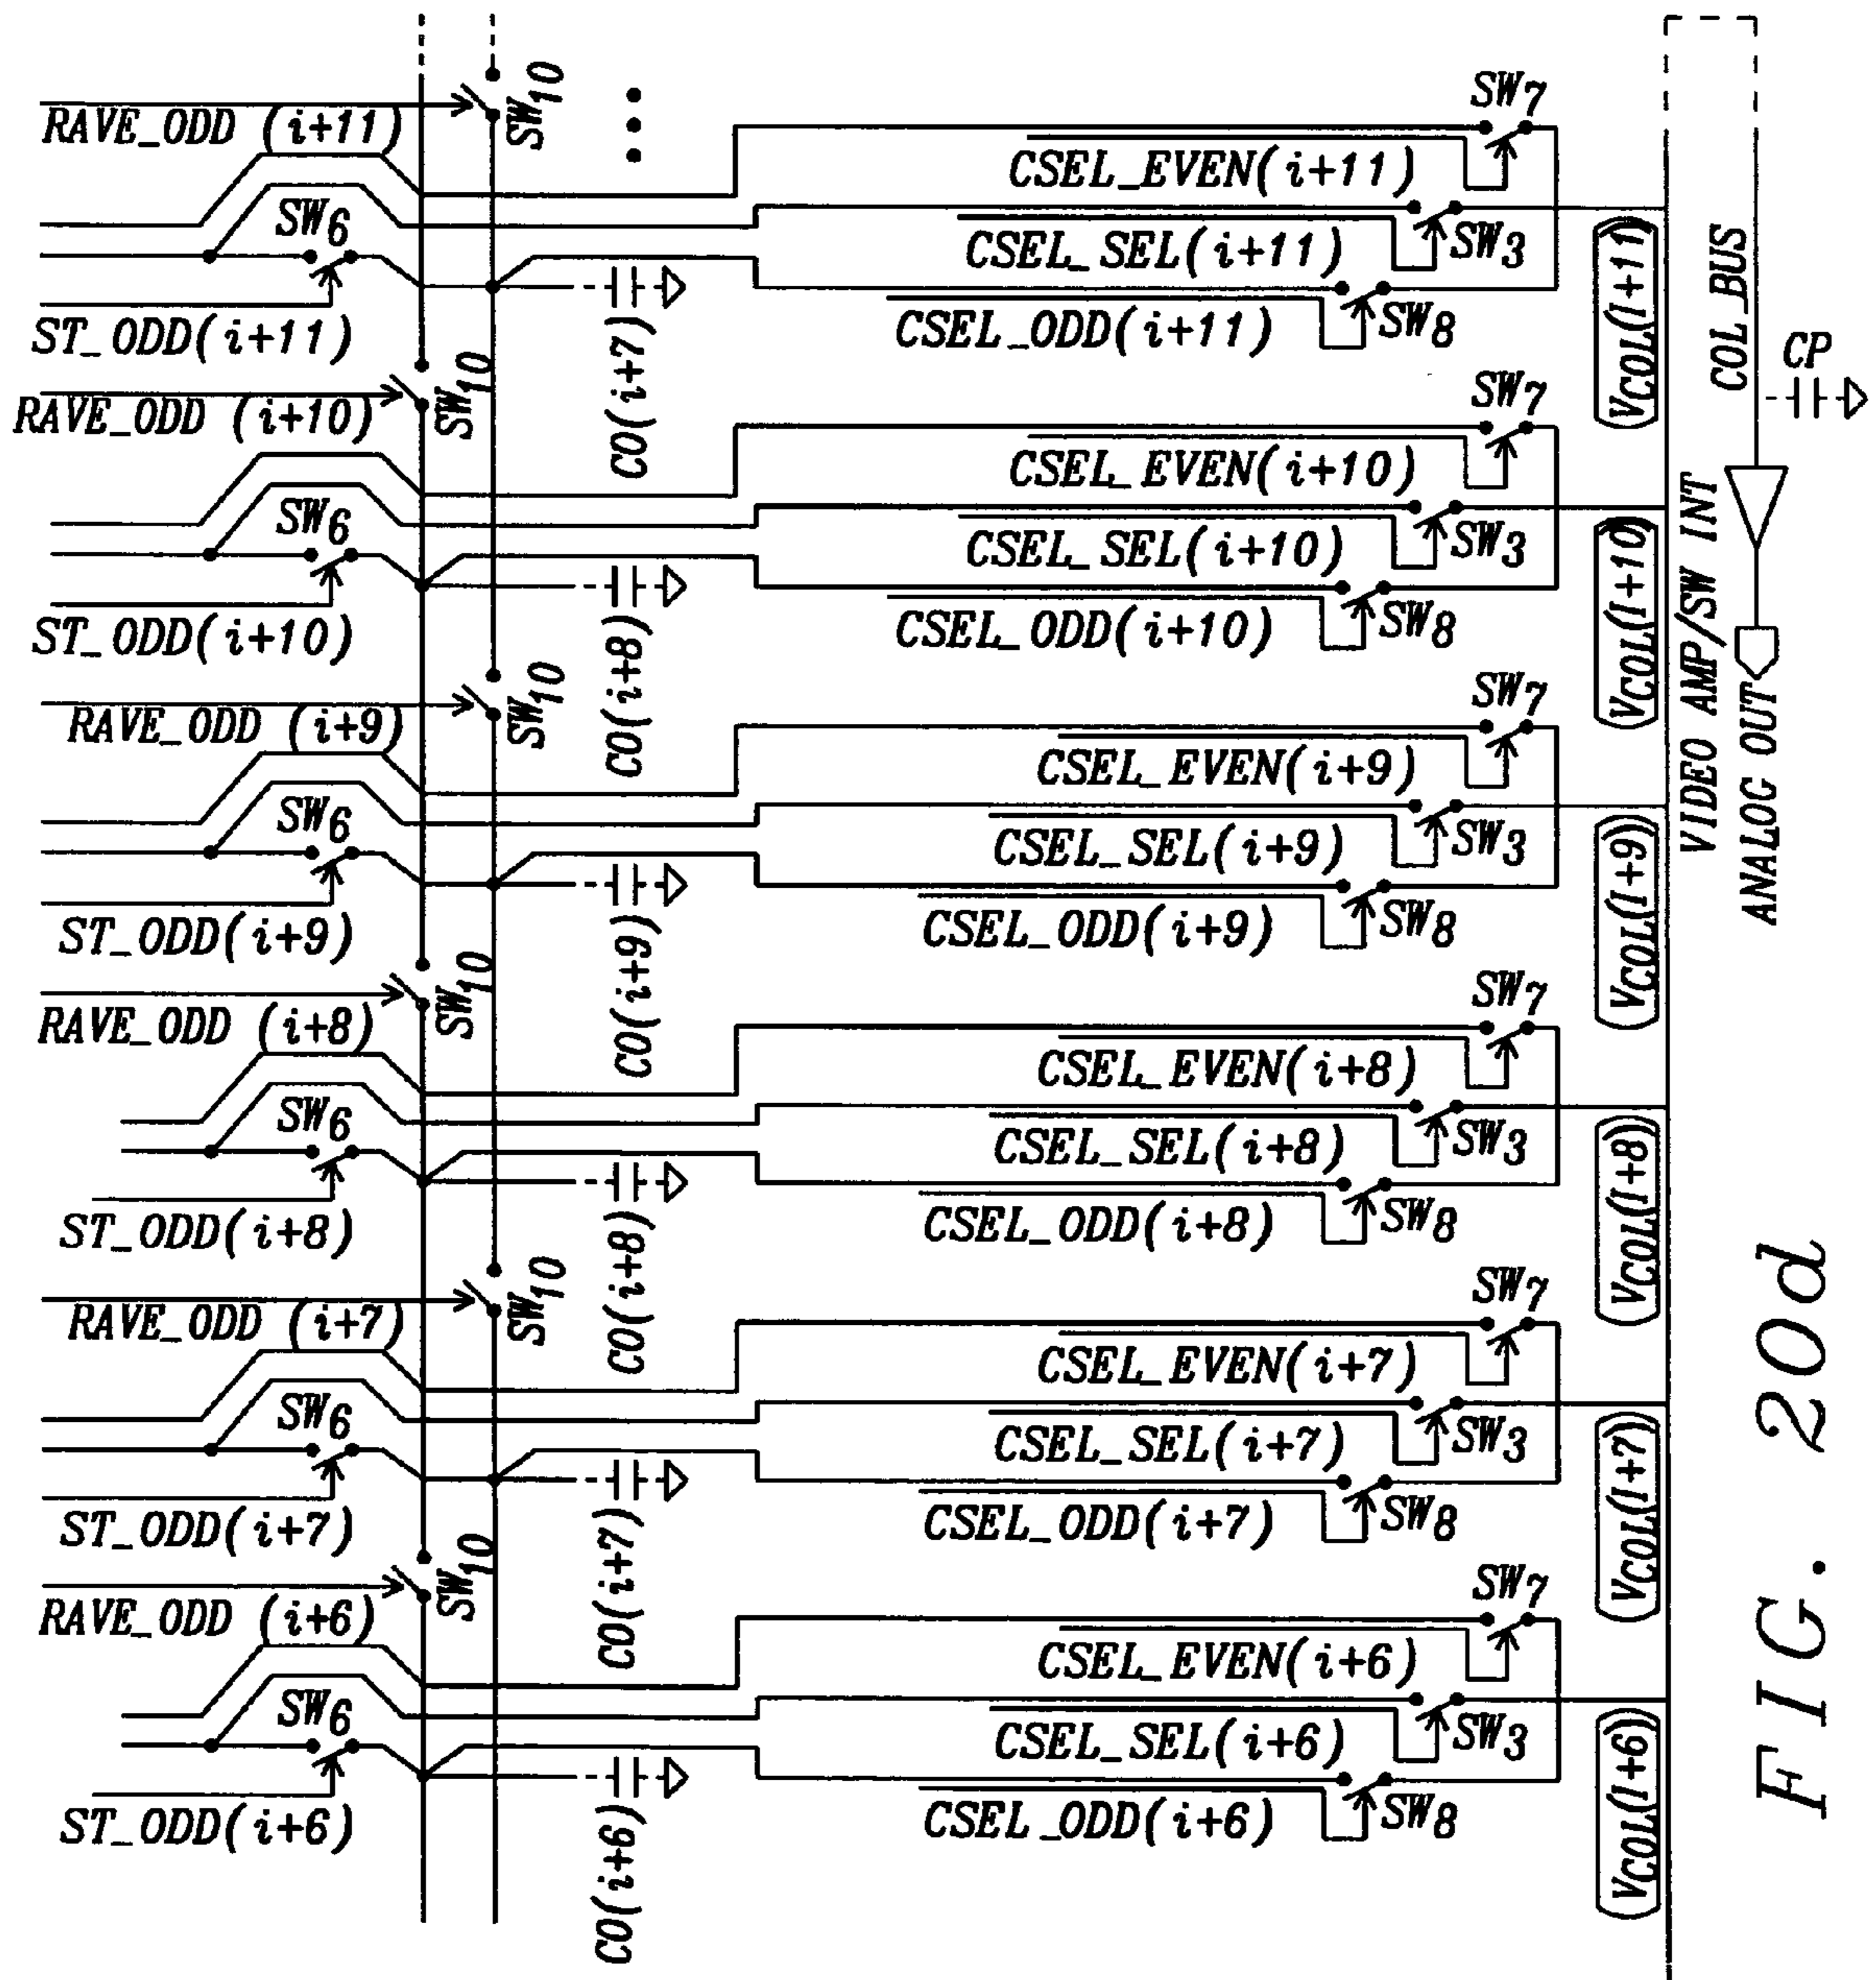 RAVE_ODD (i+11)
SW10
SW7
CSEL_EVEN(i+11)
SW6
CSEL_SEL(i+11)
SW3
ST_ODD(i+11)
CO(i+7)
CSEL_ODD(i+11)
SW8
VCOL(I+11)
RAVE_ODD (i+10)
SW10
SW7
CSEL_EVEN(i+10)
SW6
CSEL_SEL(i+10)
SW3
ST_ODD(i+10)
CO(i+8)
CSEL_ODD(i+10)
SW8
VCOL(I+10)
RAVE_ODD (i+9)
SW10
SW7
CSEL_EVEN(i+9)
SW6
CSEL_SEL(i+9)
SW3
ST_ODD(i+9)
CO(i+9)
CSEL_ODD(i+9)
SW8
VCOL(I+9)
RAVE_ODD (i+8)
SW10
SW7
CSEL_EVEN(i+8)
SW6
CSEL_SEL(i+8)
SW3
ST_ODD(i+8)
CO(i+8)
CSEL_ODD(i+8)
SW8
VCOL(I+8)
RAVE_ODD (i+7)
SW10
SW7
CSEL_EVEN(i+7)
SW6
CSEL_SEL(i+7)
SW3
ST_ODD(i+7)
CO(i+7)
CSEL_ODD(i+7)
SW8
VCOL(I+7)
RAVE_ODD (i+6)
SW10
SW7
CSEL_EVEN(i+6)
SW6
CSEL_SEL(i+6)
SW3
ST_ODD(i+6)
CO(i+6)
CSEL_ODD(i+6)
SW8
VCOL(I+6)
COL_BUS
CP
VIDEO AMP/SW INT
ANALOG OUT
FIG. 20d